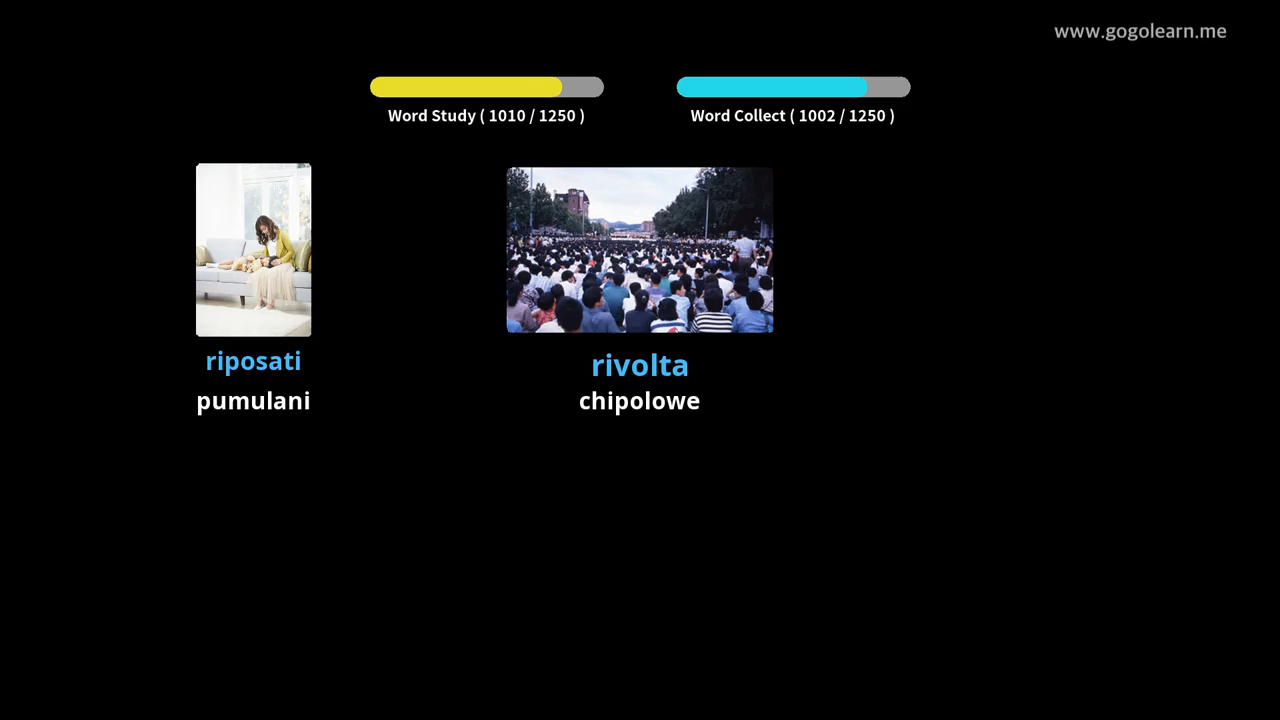 www.gogolearn.me
Word Study ( 1010 / 1250 )
Word Collect ( 1002 / 1250 )
riposati
pumulani
rivolta
chipolowe